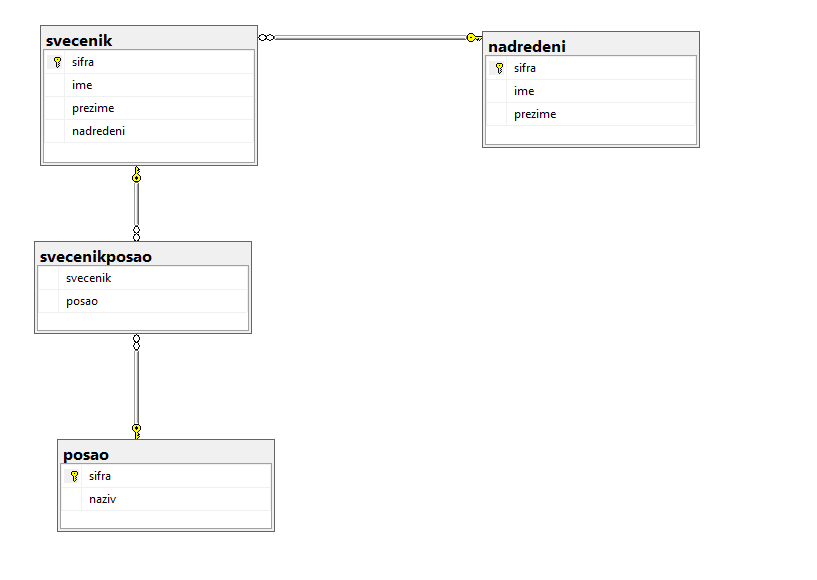 svecenik
sifra
ime
prezime
nadredeni
nadredeni
sifra
ime
prezime
svecenikposao
svecenik
posao
posao
sifra
naziv